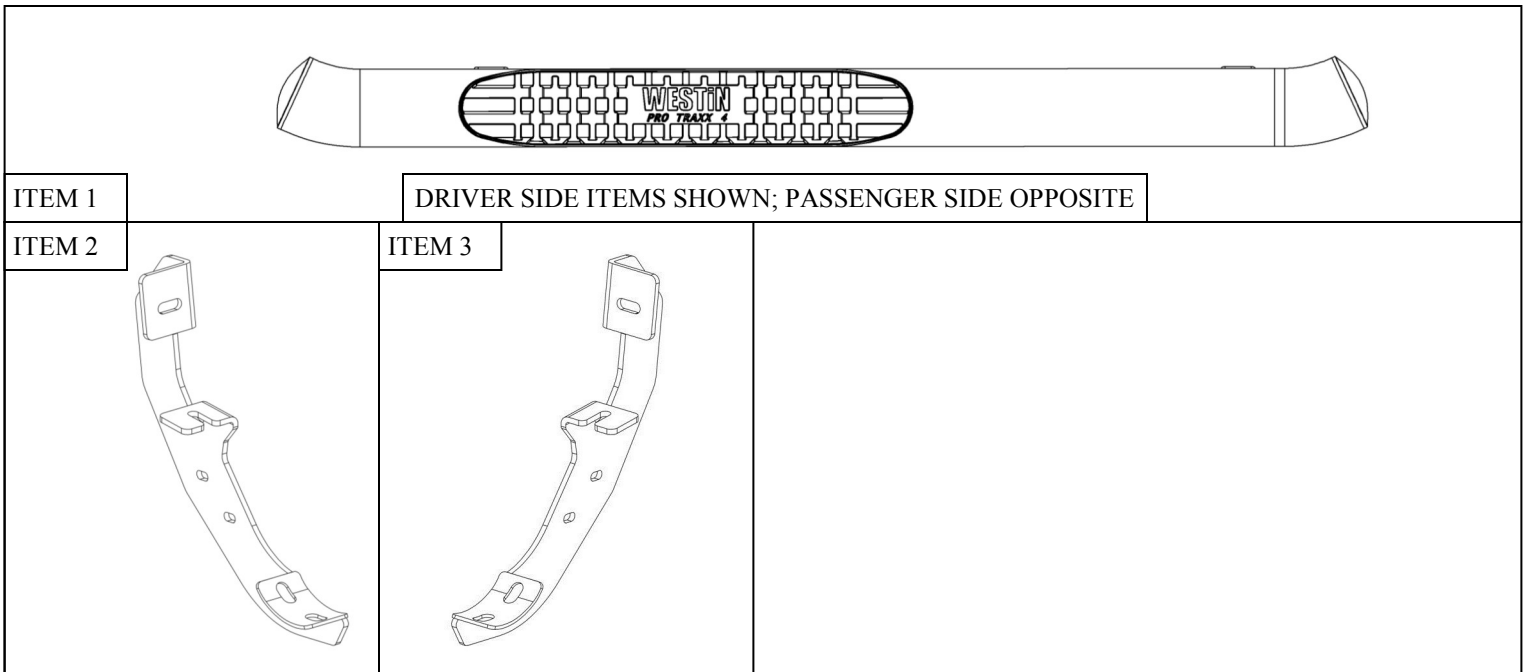 WESTiN
PRO TRAXX 4
ITEM 1
DRIVER SIDE ITEMS SHOWN; PASSENGER SIDE OPPOSITE
ITEM 2
ITEM 3